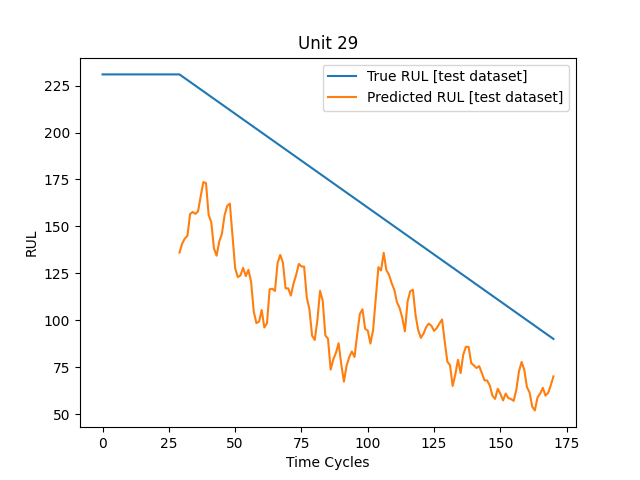 Unit 29
True RUL [test dataset]
Predicted RUL [test dataset]
225
200
175
150
125
100
75
50
RUL
0 25 50 75 100 125 150 175
Time Cycles